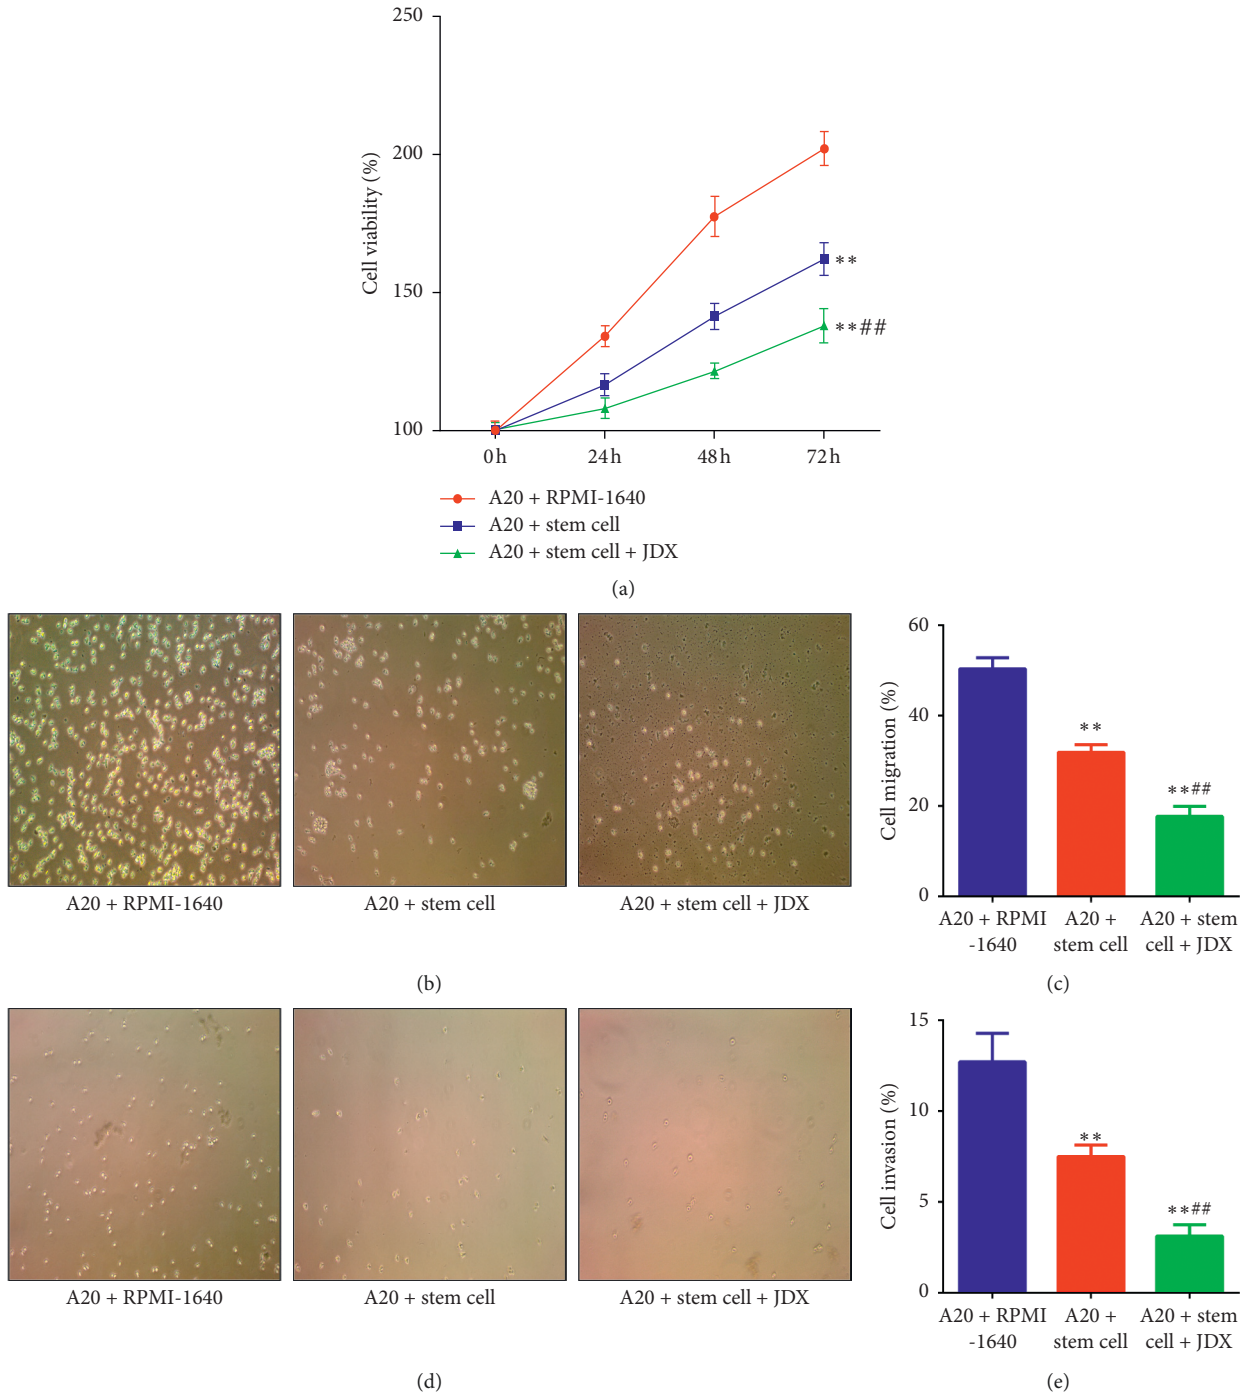 250
200
150
100
Cell viability (%)
0 h
24 h
48 h
72 h
**
**##
A20 + RPMI-1640
A20 + stem cell
A20 + stem cell + JDX
(a)
A20 + RPMI-1640
A20 + stem cell
A20 + stem cell + JDX
(b)
60
40
20
0
Cell migration (%)
**
**##
A20 + RPMI
-1640
A20 +
stem cell
A20 + stem
cell + JDX
(c)
A20 + RPMI-1640
A20 + stem cell
A20 + stem cell + JDX
(d)
15
10
5
0
Cell invasion (%)
**
**##
A20 + RPMI
-1640
A20 +
stem cell
A20 + stem
cell + JDX
(e)